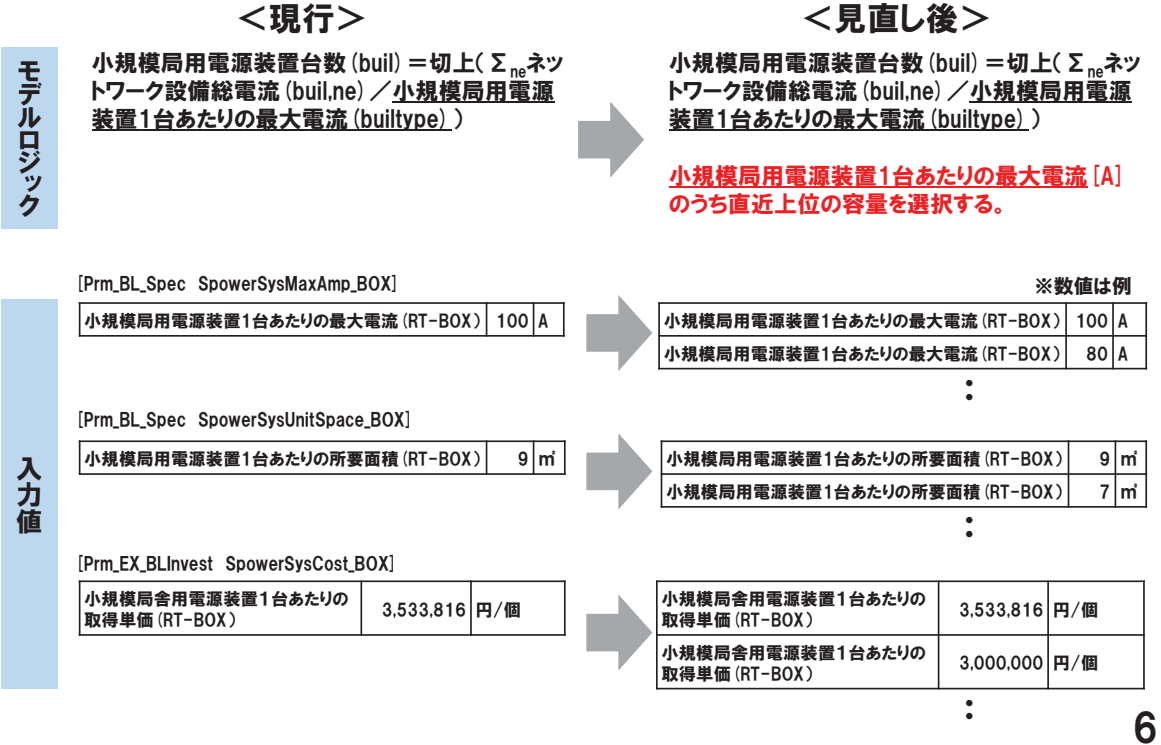 ＜現行＞
＜見直し後＞
モデルロジック
小規模局用電源装置台数(buil)＝切上(Σneネッ
トワーク設備総電流(buil,ne)／小規模局用電源
装置1台あたりの最大電流(builtype))
小規模局用電源装置台数(buil)＝切上(Σneネッ
トワーク設備総電流(buil,ne)／小規模局用電源
装置1台あたりの最大電流(builtype))
小規模局用電源装置1台あたりの最大電流[A]
のうち直近上位の容量を選択する。
入力値
[Prm_BL_Spec SpowerSysMaxAmp_BOX]
※数値は例
小規模局用電源装置1台あたりの最大電流(RT-BOX) 100 A
小規模局用電源装置1台あたりの最大電流(RT-BOX) 100 A
小規模局用電源装置1台あたりの最大電流(RT-BOX) 80 A
：
[Prm_BL_Spec SpowerSysUnitSpace_BOX]
小規模局用電源装置1台あたりの所要面積(RT-BOX) 9 ㎡
小規模局用電源装置1台あたりの所要面積(RT-BOX) 9 ㎡
小規模局用電源装置1台あたりの所要面積(RT-BOX) 7 ㎡
：
[Prm_EX_BLInvest SpowerSysCost_BOX]
小規模局舎用電源装置1台あたりの
取得単価(RT-BOX) 3,533,816 円/個
小規模局舎用電源装置1台あたりの
取得単価(RT-BOX) 3,533,816 円/個
小規模局舎用電源装置1台あたりの
取得単価(RT-BOX) 3,000,000 円/個
：
6